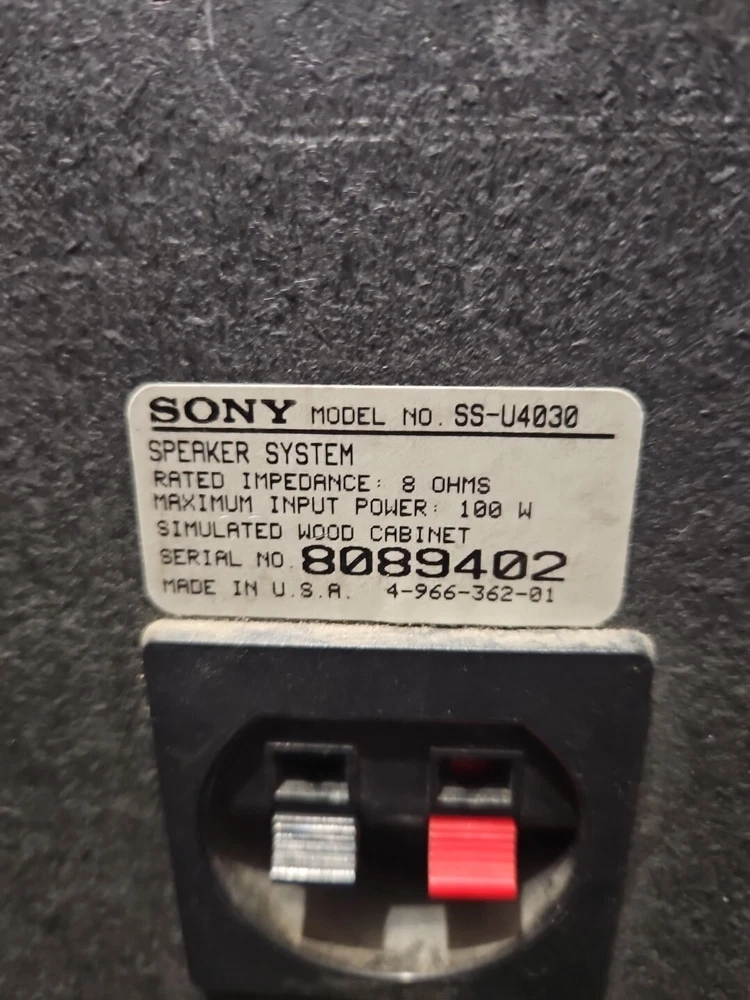 SONY MODEL NO. SS-U4030
SPEAKER SYSTEM
RATED IMPEDANCE: 8 OHMS
MAXIMUM INPUT POWER: 100 W
SIMULATED WOOD CABINET
SERIAL NO. 8089402
MADE IN U.S.A. 4-966-362-01